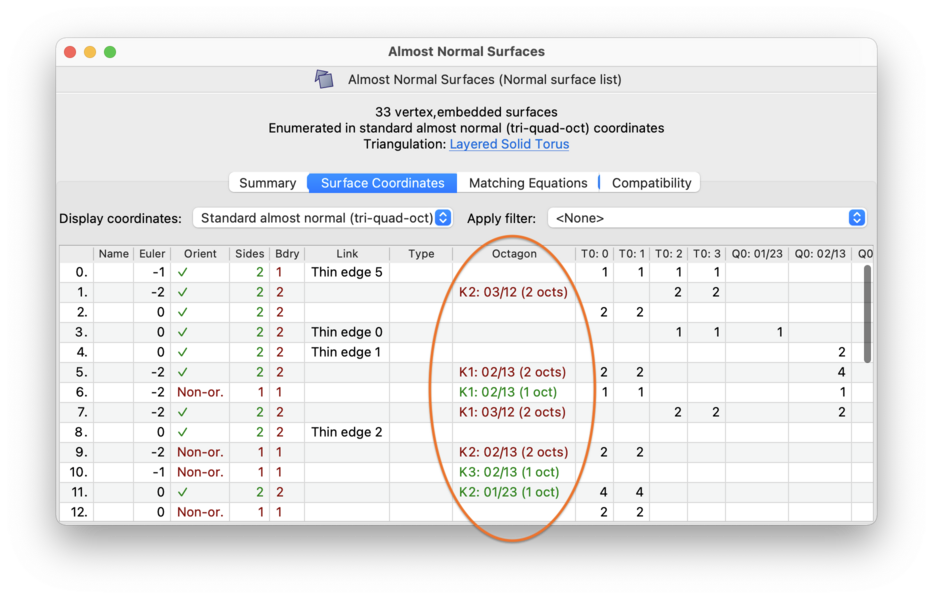 Almost Normal Surfaces
Almost Normal Surfaces (Normal surface list)
33 vertex,embedded surfaces
Enumerated in standard almost normal (tri-quad-oct) coordinates
Triangulation: Layered Solid Torus
Summary Surface Coordinates Matching Equations Compatibility
Display coordinates: Standard almost normal (tri-quad-oct) Apply filter: <None>
Name Euler Orient Sides Bdry Link Type Octagon T0: 0 T0: 1 T0: 2 T0: 3 Q0: 01/23 Q0: 02/13 Q0
0. -1 ✓ 2 1 Thin edge 5 1 1 1 1
1. -2 ✓ 2 2 K2: 03/12 (2 octs) 2 2
2. 0 ✓ 2 2 2 2
3. 0 ✓ 2 2 Thin edge 0 1 1 1
4. 0 ✓ 2 2 Thin edge 1 2
5. -2 ✓ 2 2 K1: 02/13 (2 octs) 2 2 4
6. -2 Non-or. 1 1 K1: 02/13 (1 oct) 1 1 1
7. -2 ✓ 2 2 K1: 03/12 (2 octs) 2 2 2
8. 0 ✓ 2 2 Thin edge 2
9. -2 Non-or. 1 1 K2: 02/13 (2 octs) 2 2
10. -1 Non-or. 1 1 K3: 02/13 (1 oct)
11. 0 ✓ 2 2 K2: 01/23 (1 oct) 4 4
12. 0 Non-or. 1 1 2 2